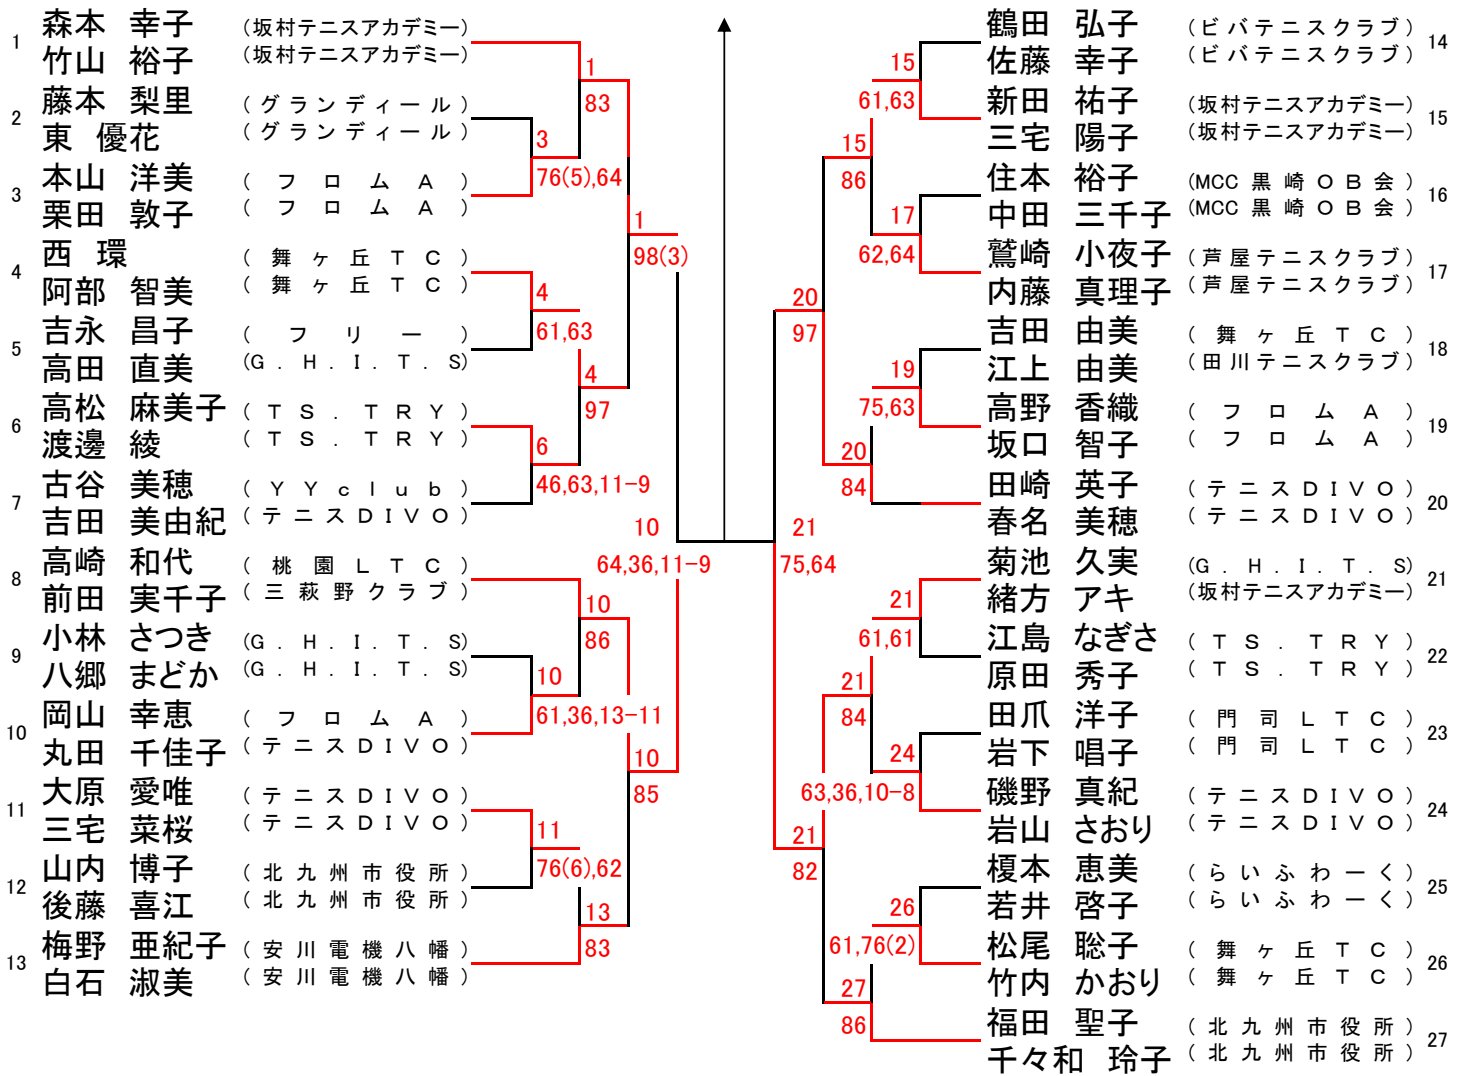 1
森本 幸子 (坂村テニスアカデミー)
竹山 裕子 (坂村テニスアカデミー)
2
藤本 梨里 (グランディール)
東 優花 (グランディール)
3
本山 洋美 (フロムA)
栗田 敦子 (フロムA)
4
西 環 (舞ヶ丘TC)
阿部 智美 (舞ヶ丘TC)
5
吉永 昌子 (フリー)
高田 直美 (G.H.I.T.S)
6
高松 麻美子 (TS.TRY)
渡邊 綾 (TS.TRY)
7
古谷 美穂 (YYclub)
吉田 美由紀 (テニスDIVO)
8
高崎 和代 (桃園LTC)
前田 実千子 (三萩野クラブ)
9
小林 さつき (G.H.I.T.S)
八郷 まどか (G.H.I.T.S)
10
岡山 幸恵 (フロムA)
丸田 千佳子 (テニスDIVO)
11
大原 愛唯 (テニスDIVO)
三宅 菜桜 (テニスDIVO)
12
山内 博子 (北九州市役所)
後藤 喜江 (北九州市役所)
13
梅野 亜紀子 (安川電機八幡)
白石 淑美 (安川電機八幡)
3
76(5),64
4
61,63
6
46,63,11-9
10
61,36,13-11
11
76(6),62
1
83
4
97
10
86
13
83
1
98(3)
10
85
10
64,36,11-9
21
75,64
20
97
21
82
15
86
20
84
21
84
27
86
15
61,63
17
62,64
19
75,63
21
61,61
24
63,36,10-8
26
61,76(2)
鶴田 弘子 (ビバテニスクラブ)
佐藤 幸子 (ビバテニスクラブ)
14
新田 祐子 (坂村テニスアカデミー)
三宅 陽子 (坂村テニスアカデミー)
15
住本 裕子 (MCC黒崎OB会)
中田 三千子 (MCC黒崎OB会)
16
鷲崎 小夜子 (芦屋テニスクラブ)
内藤 真理子 (芦屋テニスクラブ)
17
吉田 由美 (舞ヶ丘TC)
江上 由美 (田川テニスクラブ)
18
高野 香織 (フロムA)
坂口 智子 (フロムA)
19
田崎 英子 (テニスDIVO)
春名 美穂 (テニスDIVO)
20
菊池 久実 (G.H.I.T.S)
緒方 アキ (坂村テニスアカデミー)
21
江島 なぎさ (TS.TRY)
原田 秀子 (TS.TRY)
22
田爪 洋子 (門司LTC)
岩下 唱子 (門司LTC)
23
磯野 真紀 (テニスDIVO)
岩山 さおり (テニスDIVO)
24
榎本 恵美 (らいふわーく)
若井 啓子 (らいふわーく)
25
松尾 聡子 (舞ヶ丘TC)
竹内 かおり (舞ヶ丘TC)
26
福田 聖子 (北九州市役所)
千々和 玲子 (北九州市役所)
27